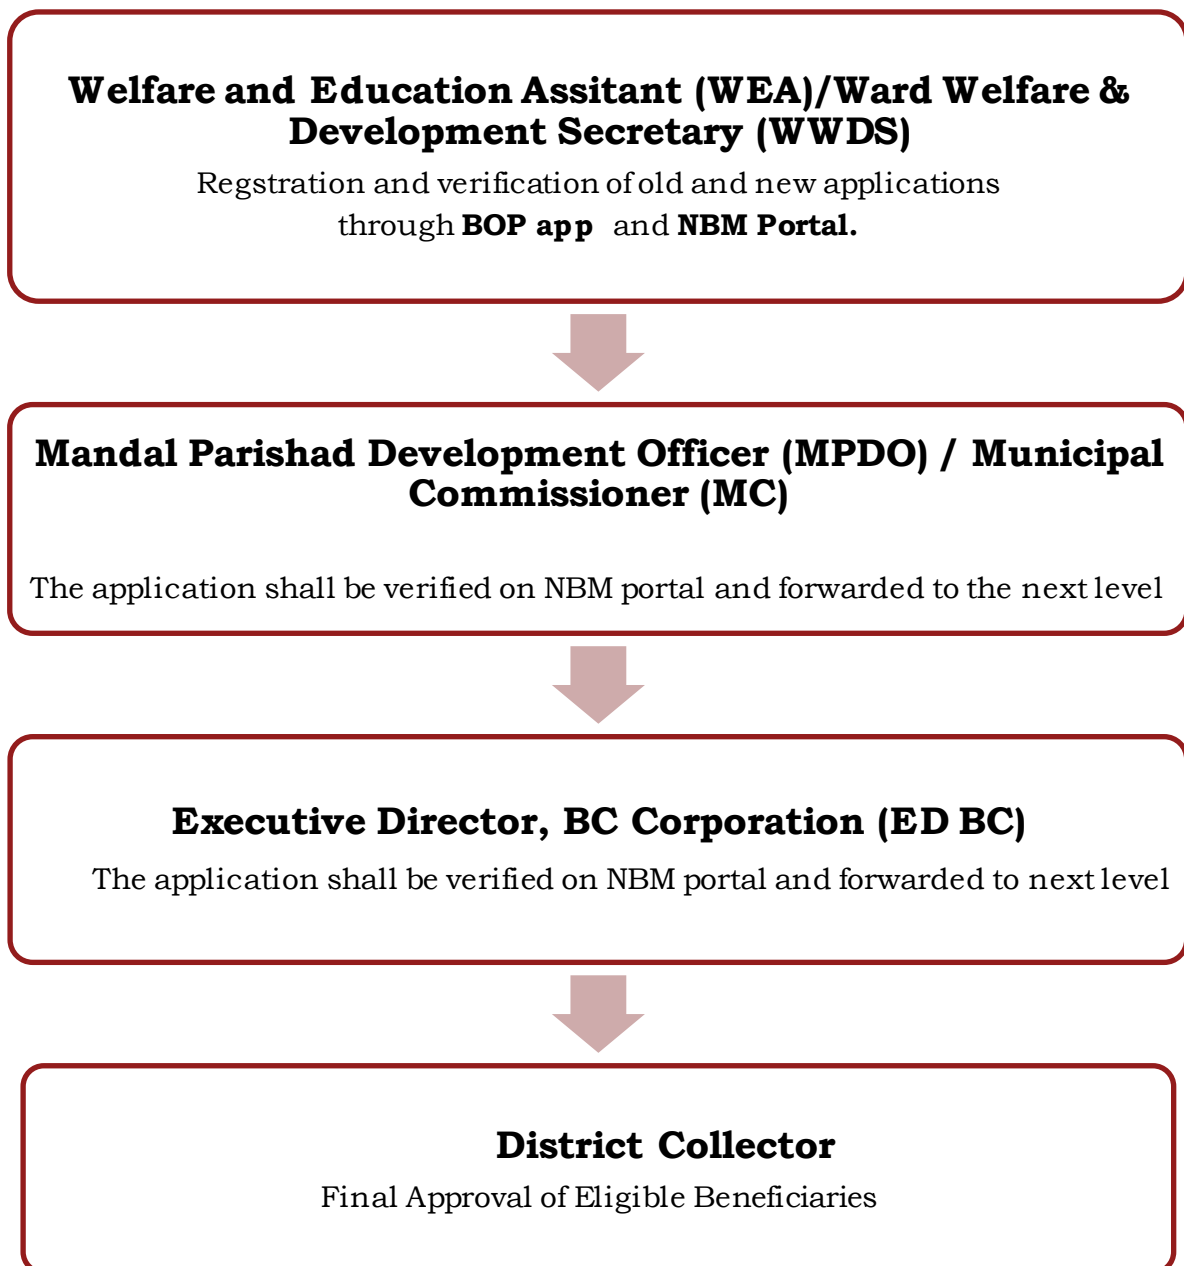 Welfare and Education Assitant (WEA)/Ward Welfare &
Development Secretary (WWDS)
Regstration and verification of old and new applications
through BOP app and NBM Portal.
Mandal Parishad Development Officer (MPDO) / Municipal
Commissioner (MC)
The application shall be verified on NBM portal and forwarded to the next level
Executive Director, BC Corporation (ED BC)
The application shall be verified on NBM portal and forwarded to next level
District Collector
Final Approval of Eligible Beneficiaries